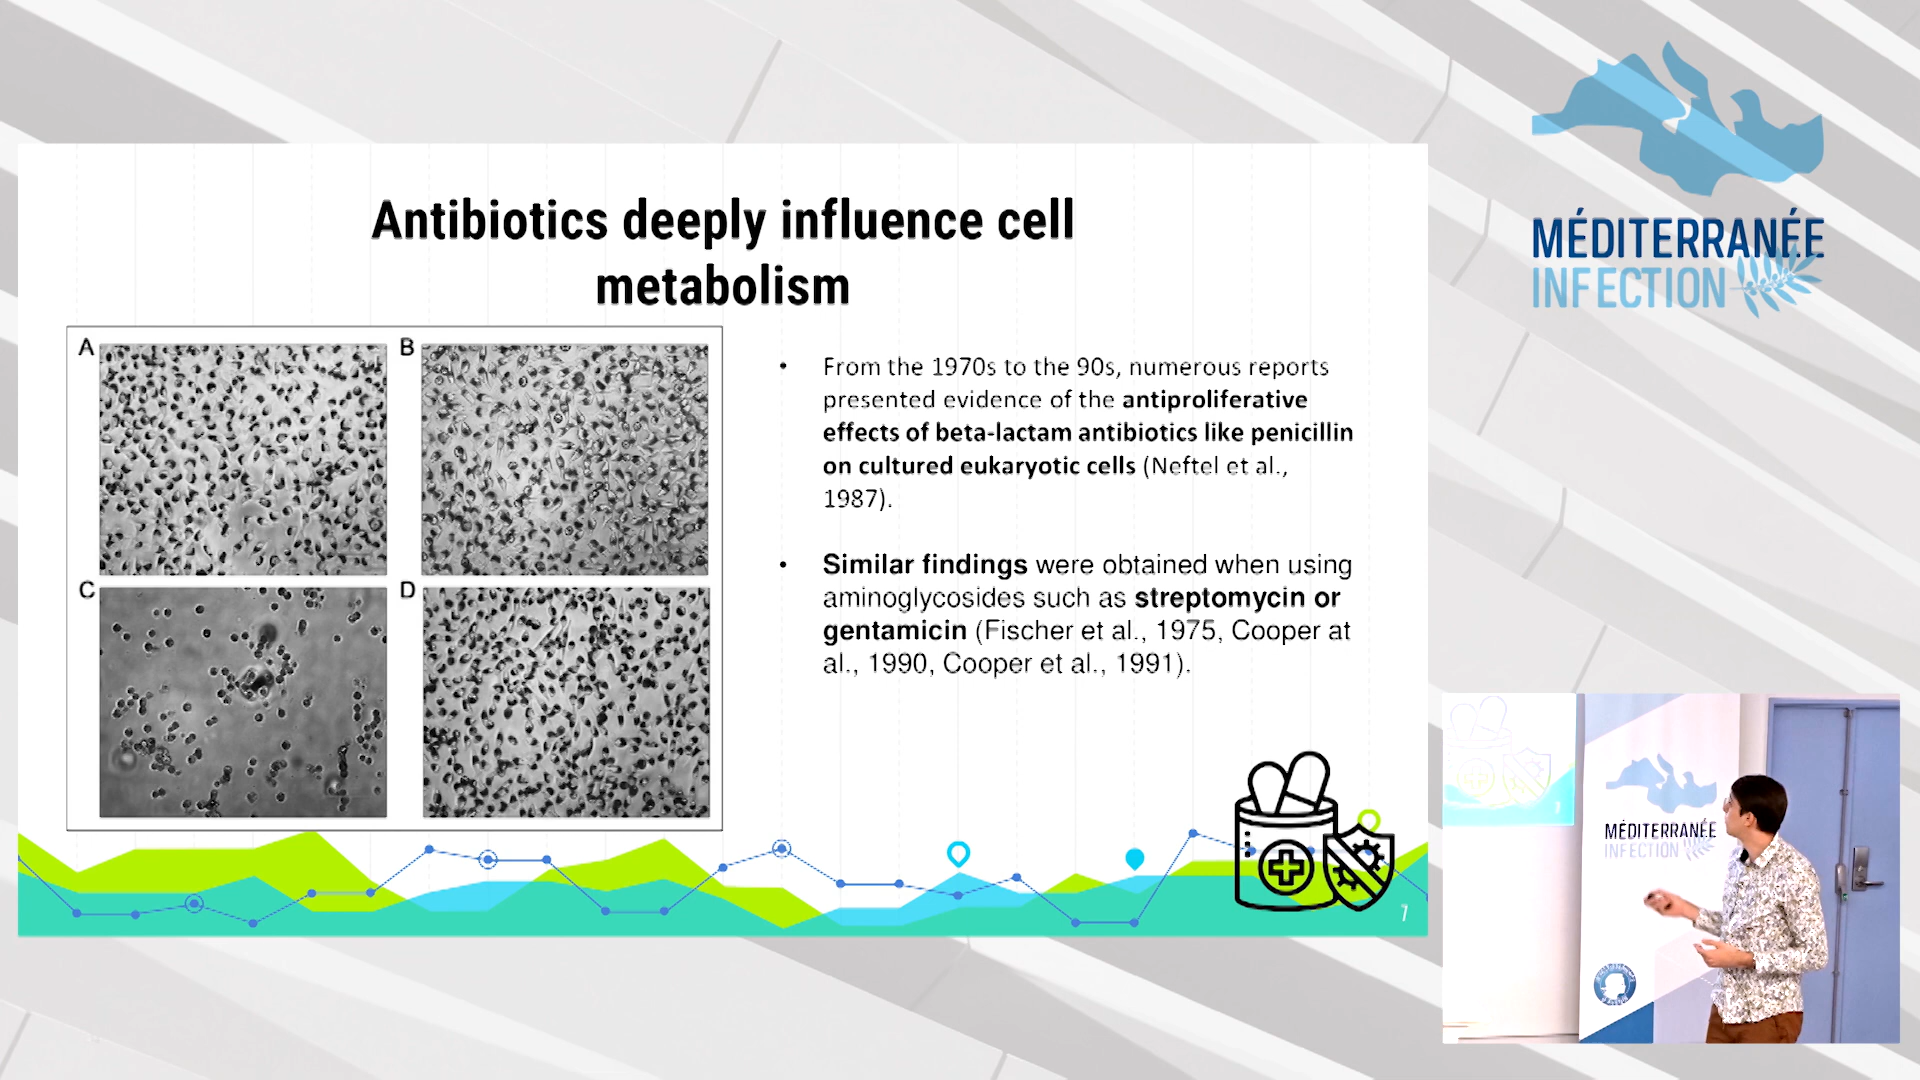 Antibiotics deeply influence cell
metabolism
A
B
C
D
• From the 1970s to the 90s, numerous reports
presented evidence of the antiproliferative
effects of beta-lactam antibiotics like penicillin
on cultured eukaryotic cells (Neftel et al.,
1987).
• Similar findings were obtained when using
aminoglycosides such as streptomycin or
gentamicin (Fischer et al., 1975, Cooper at
al., 1990, Cooper et al., 1991).
7
MÉDITERRANÉE
INFECTION
MÉDITERRANÉE
INFECTION